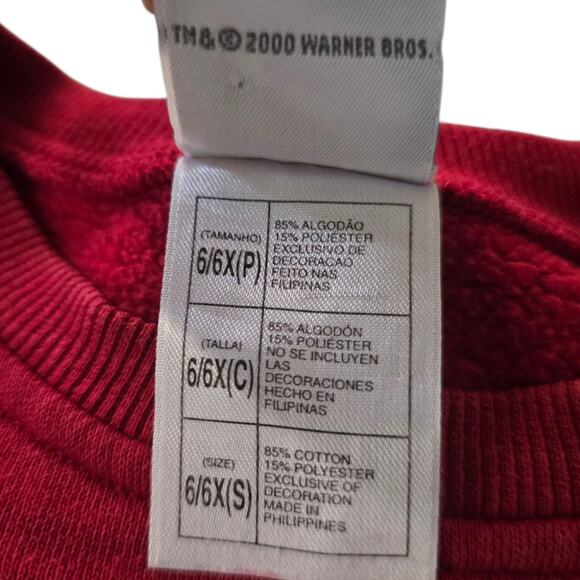 TM& © 2000 WARNER BROS.
(TAMANHO)
6/6X(P)
85% ALGODÃO
15% POLIÉSTER
EXCLUSIVO DE
DECORACAO
FEITO NAS
FILIPINAS
(TALLA)
6/6X(C)
85% ALGODÓN
15% POLIÉSTER
NO SE INCLUYEN
LAS
DECORACIONES
HECHO EN
FILIPINAS
(SIZE)
6/6X(S)
85% COTTON
15% POLYESTER
EXCLUSIVE OF
DECORATION
MADE IN
PHILIPPINES